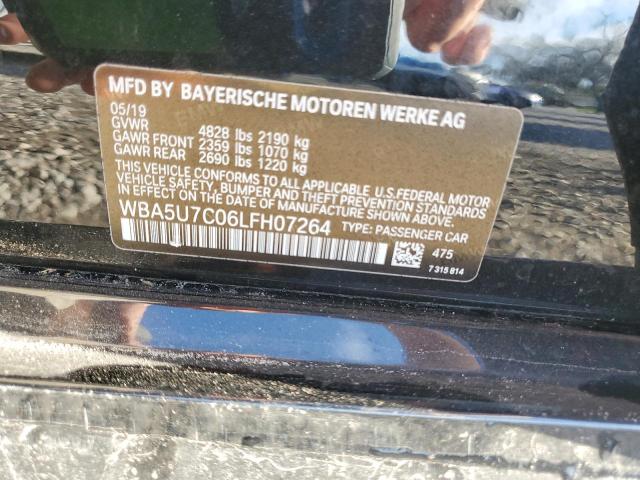 MFD BY BAYERISCHE MOTOREN WERKE AG
05/19
GVWR 4828 lbs 2190 kg
GAWR FRONT 2359 lbs 1070 kg
GAWR REAR 2690 lbs 1220 kg
THIS VEHICLE CONFORMS TO ALL APPLICABLE U.S. FEDERAL MOTOR
VEHICLE SAFETY, BUMPER AND THEFT PREVENTION STANDARDS
IN EFFECT ON THE DATE OF MANUFACTURE SHOWN ABOVE.
WBA5U7C06LFH07264 TYPE: PASSENGER CAR
475
7 315 814